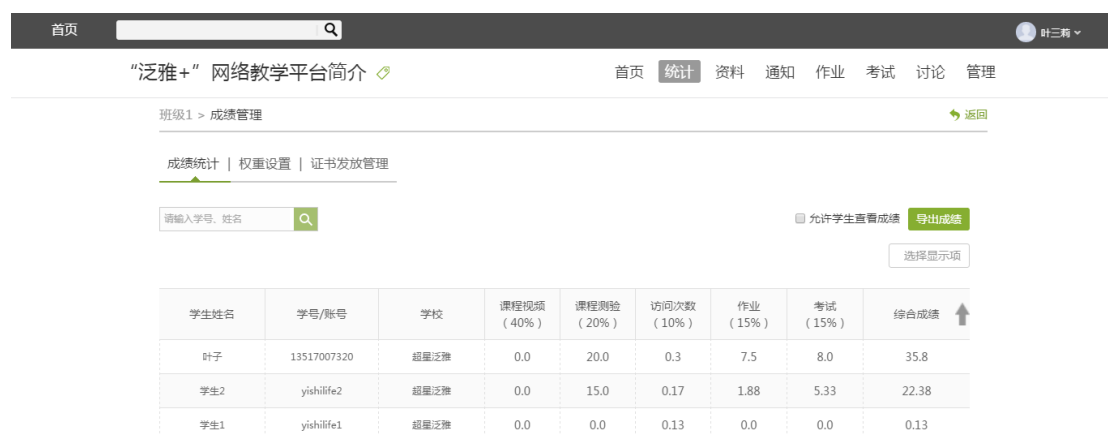 首页
叶三莉
“泛雅+”网络教学平台简介
首页 统计 资料 通知 作业 考试 讨论 管理
班级1 > 成绩管理
返回
成绩统计 | 权重设置 | 证书发放管理
请输入学号、姓名
允许学生查看成绩 导出成绩
选择显示项
学生姓名 学号/账号 学校 课程视频（40%） 课程测验（20%） 访问次数（10%） 作业（15%） 考试（15%） 综合成绩
叶子 13517007320 超星泛雅 0.0 20.0 0.3 7.5 8.0 35.8
学生2 yishilife2 超星泛雅 0.0 15.0 0.17 1.88 5.33 22.38
学生1 yishilife1 超星泛雅 0.0 0.0 0.13 0.0 0.0 0.13